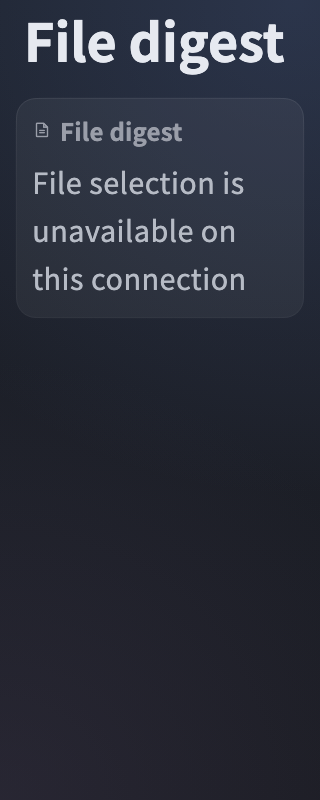 File digest
File digest
File selection is
unavailable on
this connection